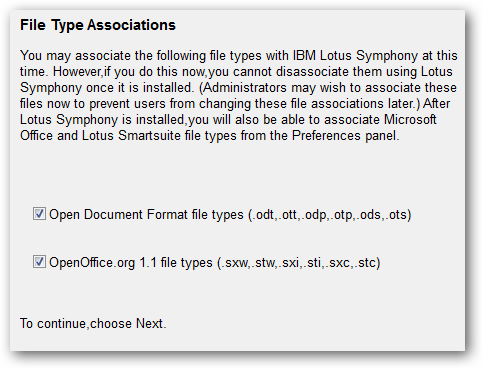 File Type Associations
You may associate the following file types with IBM Lotus Symphony at this
time. However,if you do this now,you cannot disassociate them using Lotus
Symphony once it is installed. (Administrators may wish to associate these
files now to prevent users from changing these file associations later.) After
Lotus Symphony is installed,you will also be able to associate Microsoft
Office and Lotus Smartsuite file types from the Preferences panel.
Open Document Format file types (.odt,.ott,.odp,.otp,.ods,.ots)
OpenOffice.org 1.1 file types (.sxw,.stw,.sxi,.sti,.sxc,.stc)
To continue,choose Next.